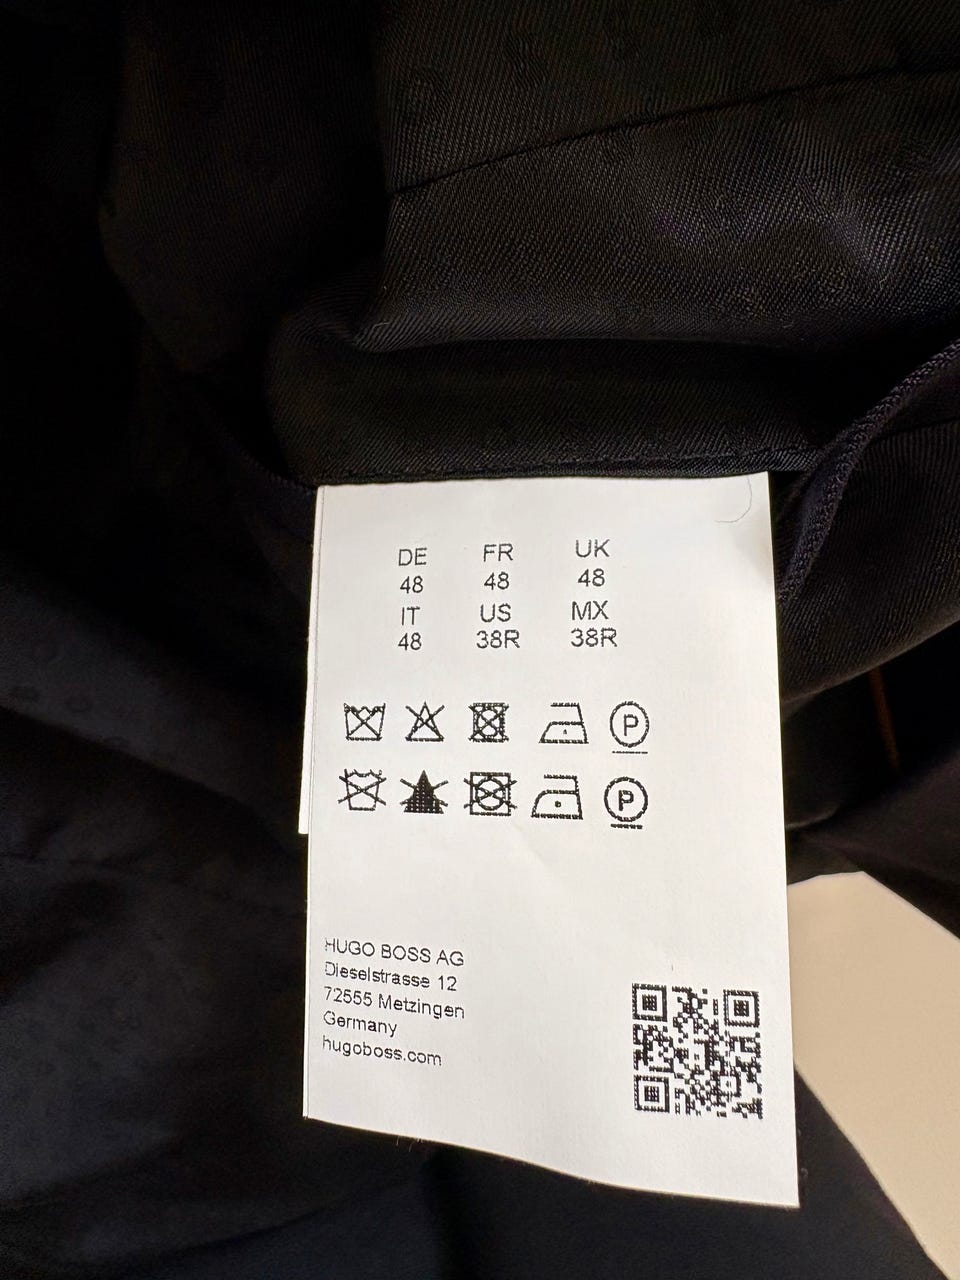 DE FR UK
48 48 48
IT US MX
48 38R 38R
P
P
HUGO BOSS AG
Dieselstrasse 12
72555 Metzingen
Germany
hugoboss.com